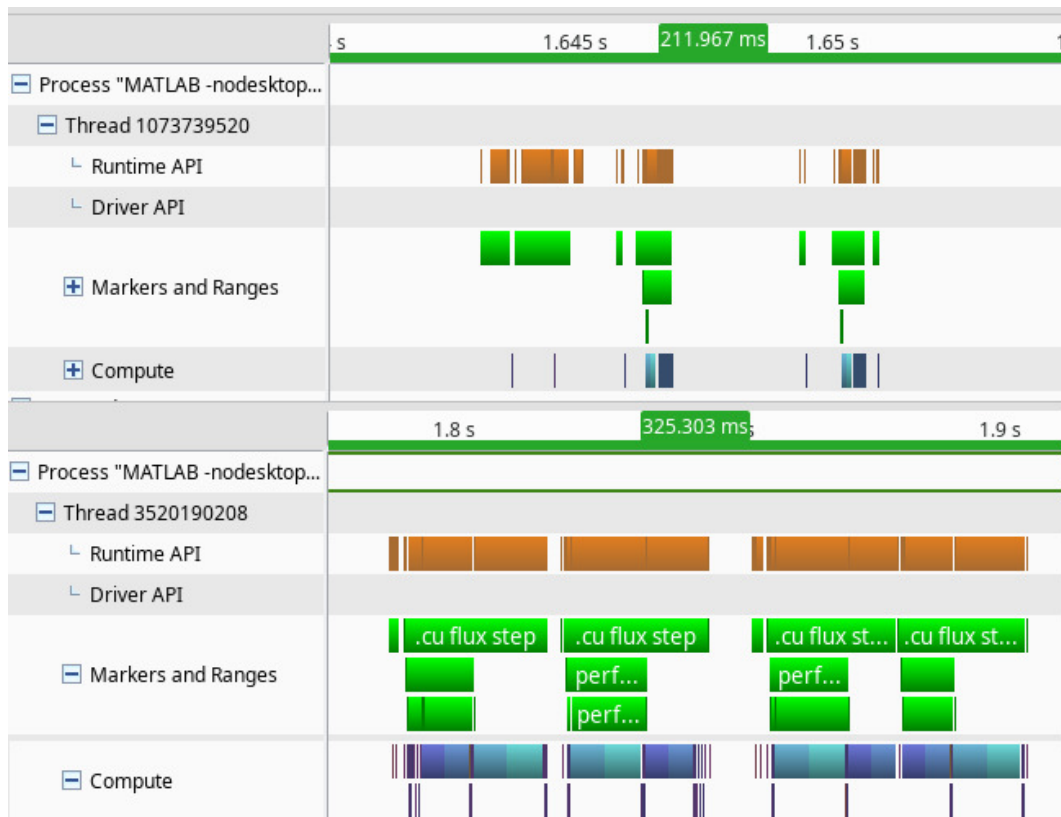 s 1.645 s 211.967 ms 1.65 s
Process "MATLAB -nodesktop...
Thread 1073739520
Runtime API
Driver API
Markers and Ranges
Compute
1.8 s 325.303 ms 1.9 s
Process "MATLAB -nodesktop...
Thread 3520190208
Runtime API
Driver API
.cu flux step .cu flux step .cu flux st... .cu flux st...
Markers and Ranges perf... perf...
perf...
Compute